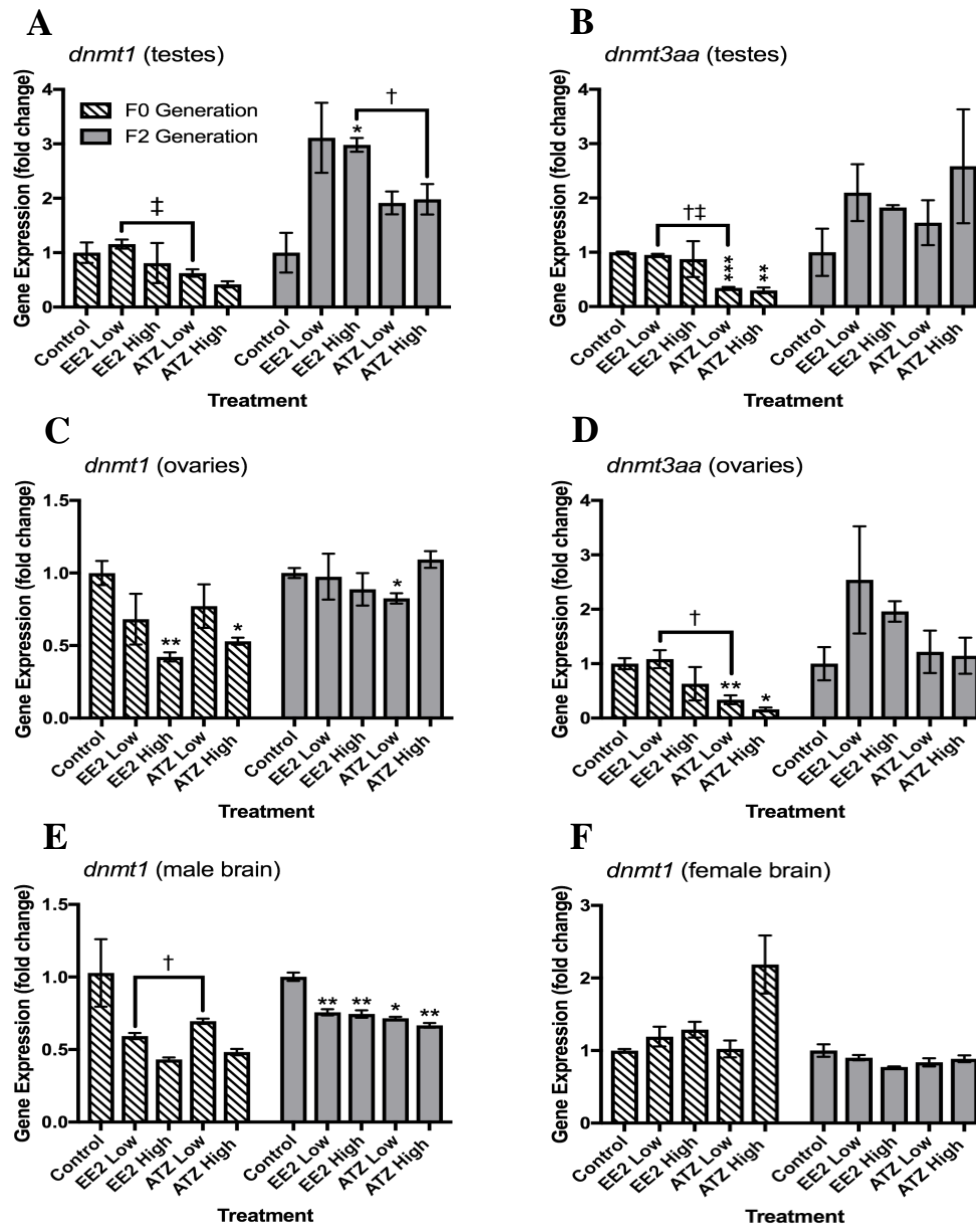 A
dnmt1 (testes)
Gene Expression (fold change)
4
3
2
1
0
F0 Generation
F2 Generation
‡
*
†
Control
EE2 Low
EE2 High
ATZ Low
ATZ High
Control
EE2 Low
EE2 High
ATZ Low
ATZ High
Treatment
B
dnmt3aa (testes)
Gene Expression (fold change)
4
3
2
1
0
†‡
***
**
Control
EE2 Low
EE2 High
ATZ Low
ATZ High
Control
EE2 Low
EE2 High
ATZ Low
ATZ High
Treatment
C
dnmt1 (ovaries)
Gene Expression (fold change)
1.5
1.0
0.5
0.0
**
*
*
Control
EE2 Low
EE2 High
ATZ Low
ATZ High
Control
EE2 Low
EE2 High
ATZ Low
ATZ High
Treatment
D
dnmt3aa (ovaries)
Gene Expression (fold change)
4
3
2
1
0
†
**
*
Control
EE2 Low
EE2 High
ATZ Low
ATZ High
Control
EE2 Low
EE2 High
ATZ Low
ATZ High
Treatment
E
dnmt1 (male brain)
Gene Expression (fold change)
1.5
1.0
0.5
0.0
†
**
**
*
**
Control
EE2 Low
EE2 High
ATZ Low
ATZ High
Control
EE2 Low
EE2 High
ATZ Low
ATZ High
Treatment
F
dnmt1 (female brain)
Gene Expression (fold change)
3
2
1
0
Control
EE2 Low
EE2 High
ATZ Low
ATZ High
Control
EE2 Low
EE2 High
ATZ Low
ATZ High
Treatment